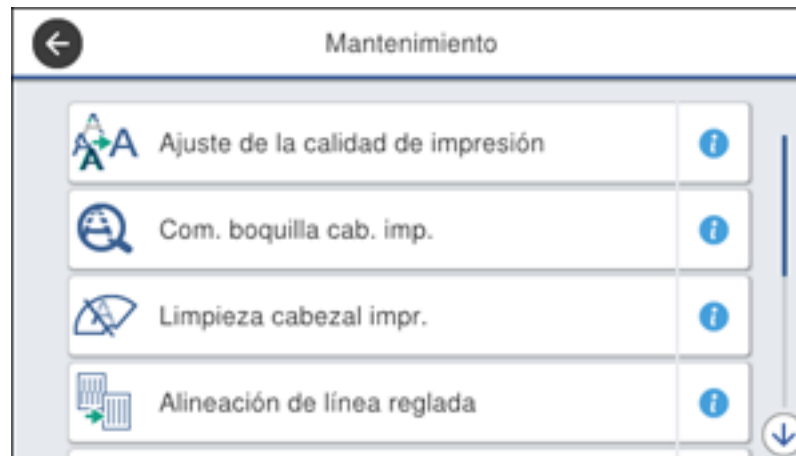 Mantenimiento
Ajuste de la calidad de impresión
Com. boquilla cab. imp.
Limpieza cabezal impr.
Alineación de línea reglada